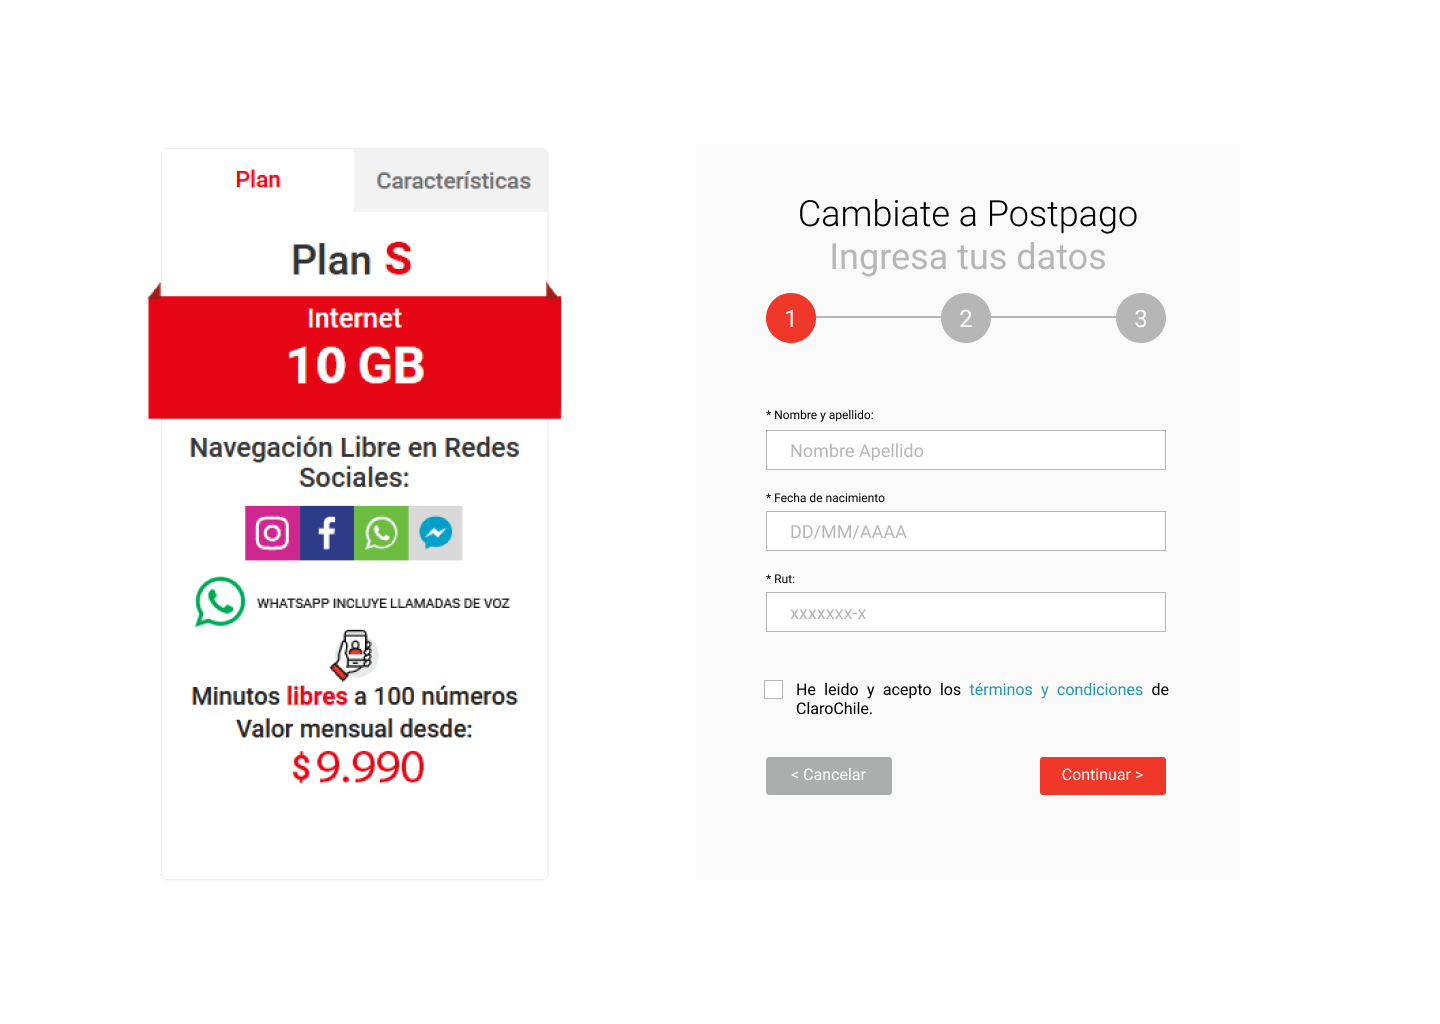 Plan
Características
Plan S
Internet
10 GB
Navegación Libre en Redes
Sociales:
WHATSAPP INCLUYE LLAMADAS DE VOZ
Minutos libres a 100 números
Valor mensual desde:
$9.990
Cambiate a Postpago
Ingresa tus datos
1
2
3
* Nombre y apellido:
Nombre Apellido
* Fecha de nacimiento
DD/MM/AAAA
* Rut:
xxxxxxx-x
He leido y acepto los términos y condiciones de
ClaroChile.
< Cancelar
Continuar >